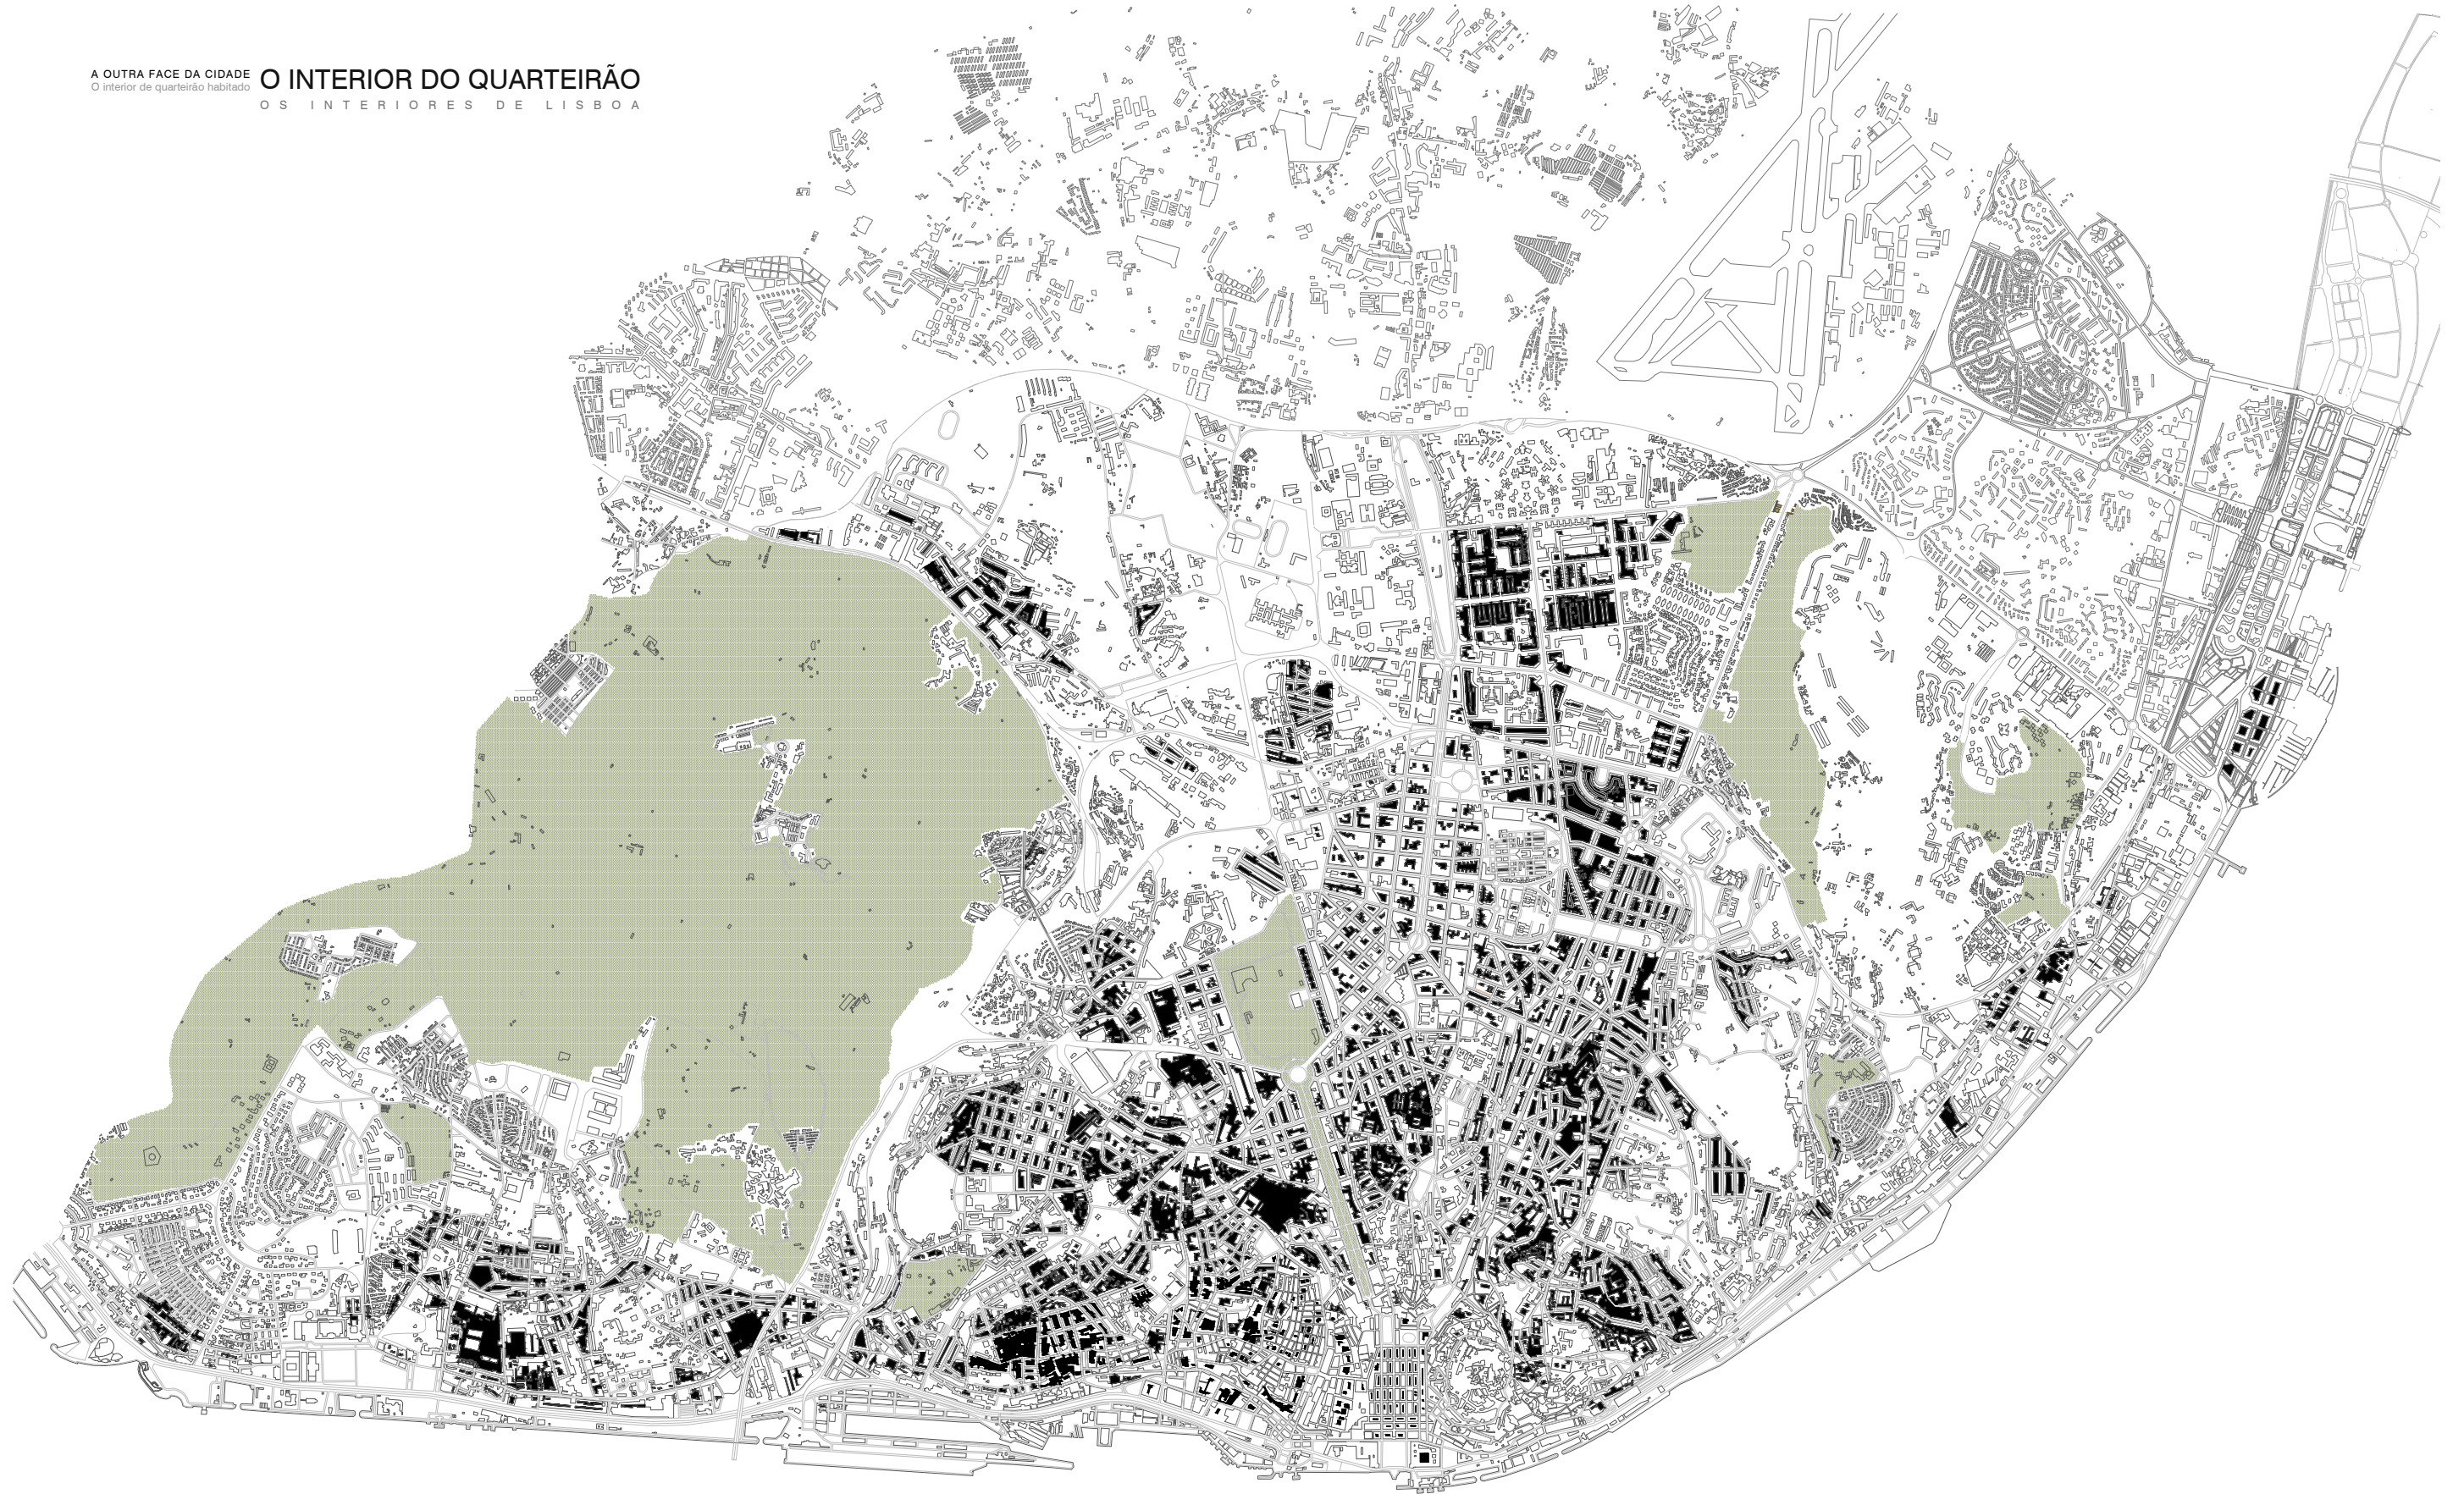 A OUTRA FACE DA CIDADE
O interior de quarteirão habitado
O INTERIOR DO QUARTEIRÃO
OS INTERIORES DE LISBOA